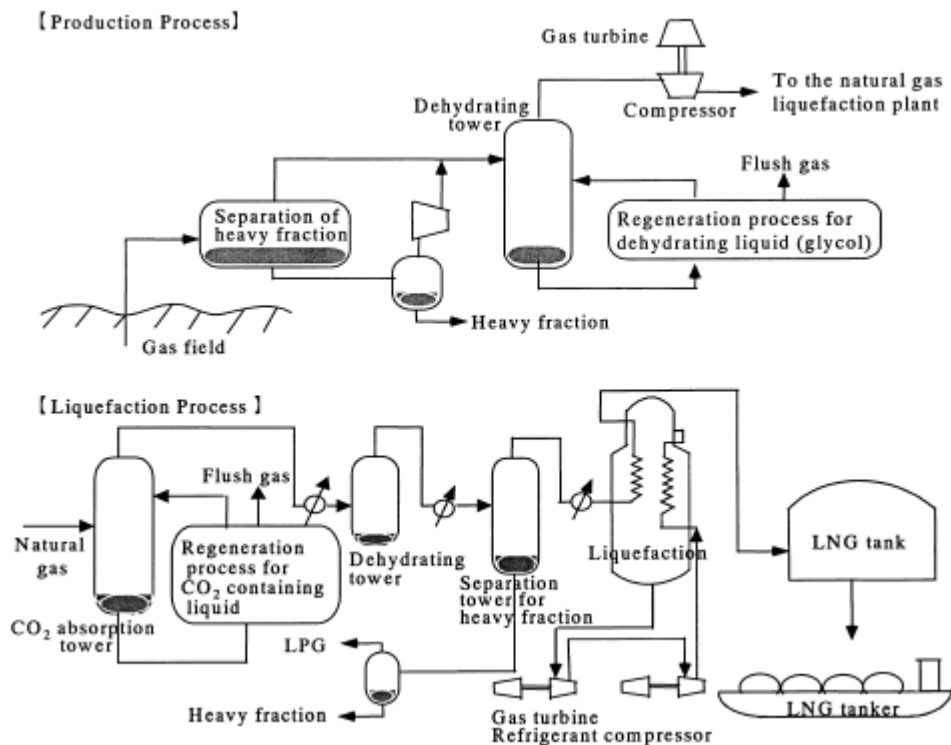 【Production Process】
Gas turbine
To the natural gas
liquefaction plant
Compressor
Dehydrating
tower
Flush gas
Separation of
heavy fraction
Regeneration process for
dehydrating liquid (glycol)
Heavy fraction
Gas field
【Liquefaction Process】
Flush gas
Natural
gas
Regeneration
process for
CO₂ containing
liquid
Dehydrating
tower
Liquefaction
LNG tank
CO₂ absorption
tower
Separation
tower for
heavy fraction
LPG
Heavy fraction
Gas turbine
Refrigerant compressor
LNG tanker